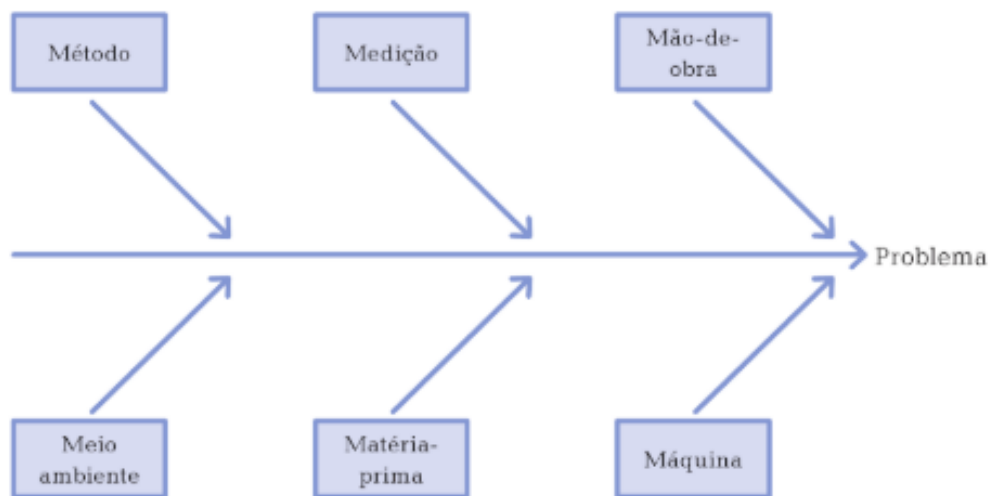 Método
Medição
Mão-de-
obra
Problema
Meio
ambiente
Matéria-
prima
Máquina